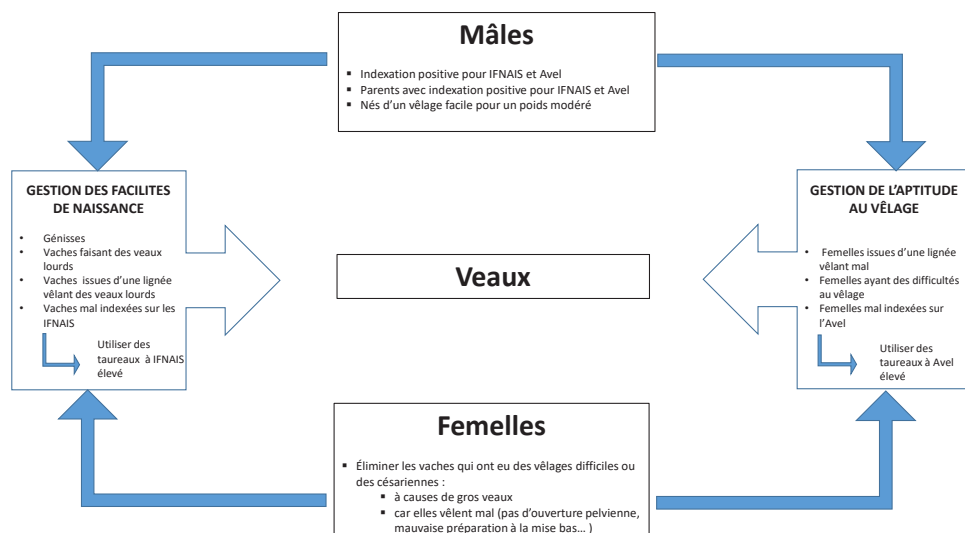 Mâles
▪ Indexation positive pour IFNAIS et Avel
▪ Parents avec indexation positive pour IFNAIS et Avel
▪ Nés d'un vêlage facile pour un poids modéré
GESTION DES FACILITES
DE NAISSANCE
• Génisses
• Vaches faisant des veaux
lourds
• Vaches issues d'une lignée
vêlant des veaux lourds
• Vaches mal indexées sur les
IFNAIS
Utiliser des
taureaux à IFNAIS
élevé
Veaux
GESTION DE L'APTITUDE
AU VÊLAGE
• Femelles issues d'une lignée
vêlant mal
• Femelles ayant des difficultés
au vêlage
• Femelles mal indexées sur
l'Avel
Utiliser des
taureaux à Avel
élevé
Femelles
▪ Éliminer les vaches qui ont eu des vêlages difficiles ou
des césariennes :
▪ à causes de gros veaux
▪ car elles vêlent mal (pas d'ouverture pelvienne,
mauvaise préparation à la mise bas... )